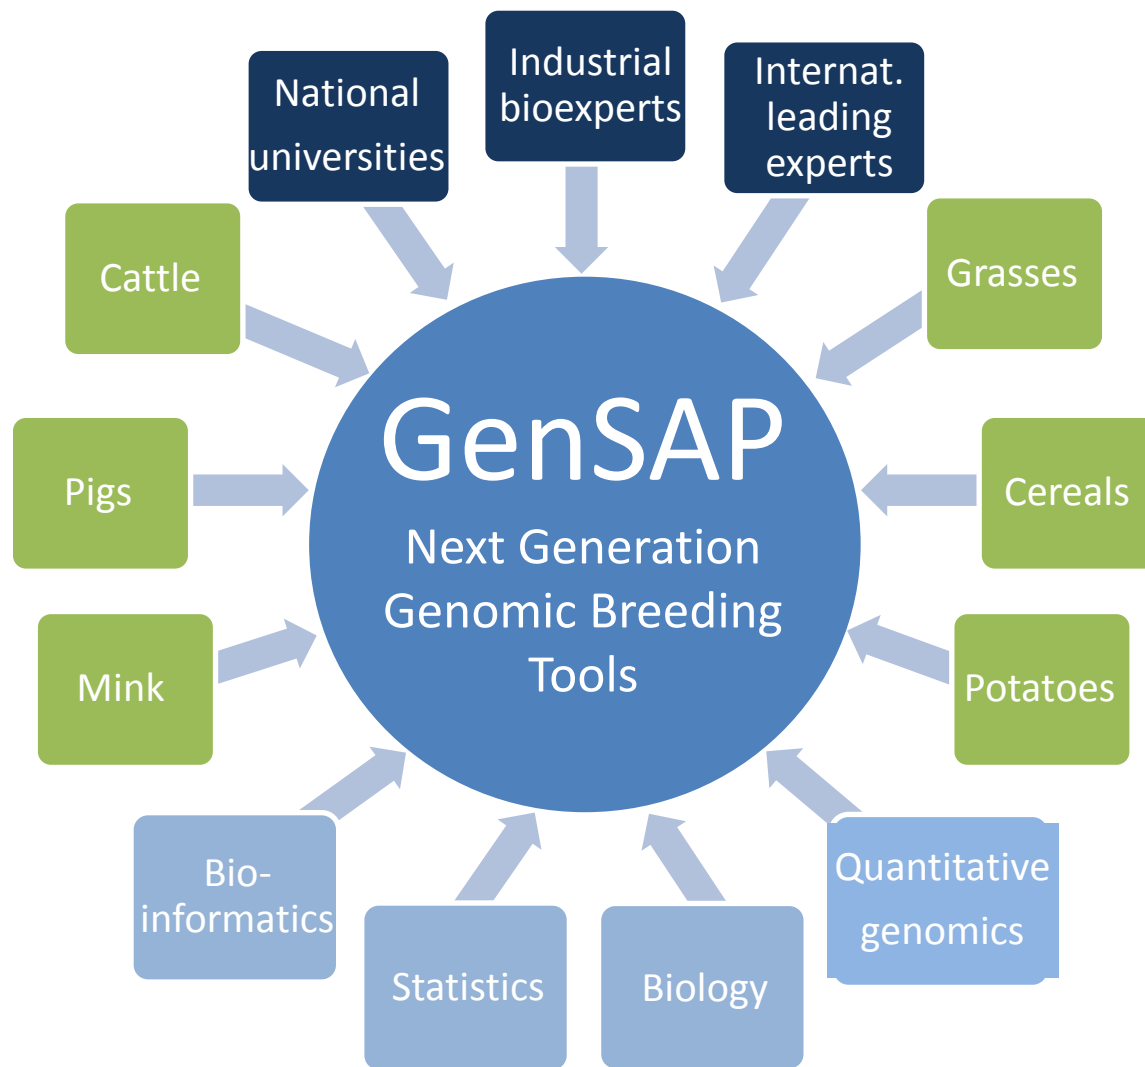 National
universities
Industrial
bioexperts
Internat.
leading
experts
Cattle
Grasses
Pigs
Cereals
Mink
Potatoes
GenSAP
Next Generation
Genomic Breeding
Tools
Bio-
informatics
Statistics
Biology
Quantitative
genomics